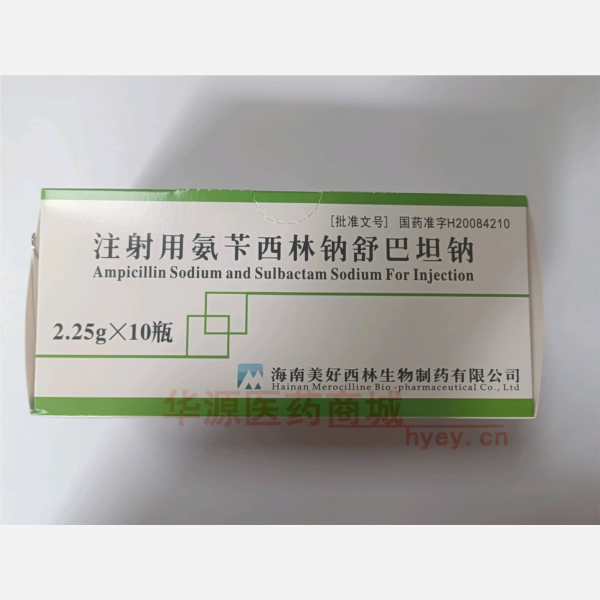 [批准文号] 国药准字H20084210
注射用氨苄西林钠舒巴坦钠
Ampicillin Sodium and Sulbactam Sodium For Injection
2.25g×10瓶
海南美好西林生物制药有限公司
Hainan Merocilline Bio-pharmaceutical Co., Ltd
华源医药商城
hyey.cn